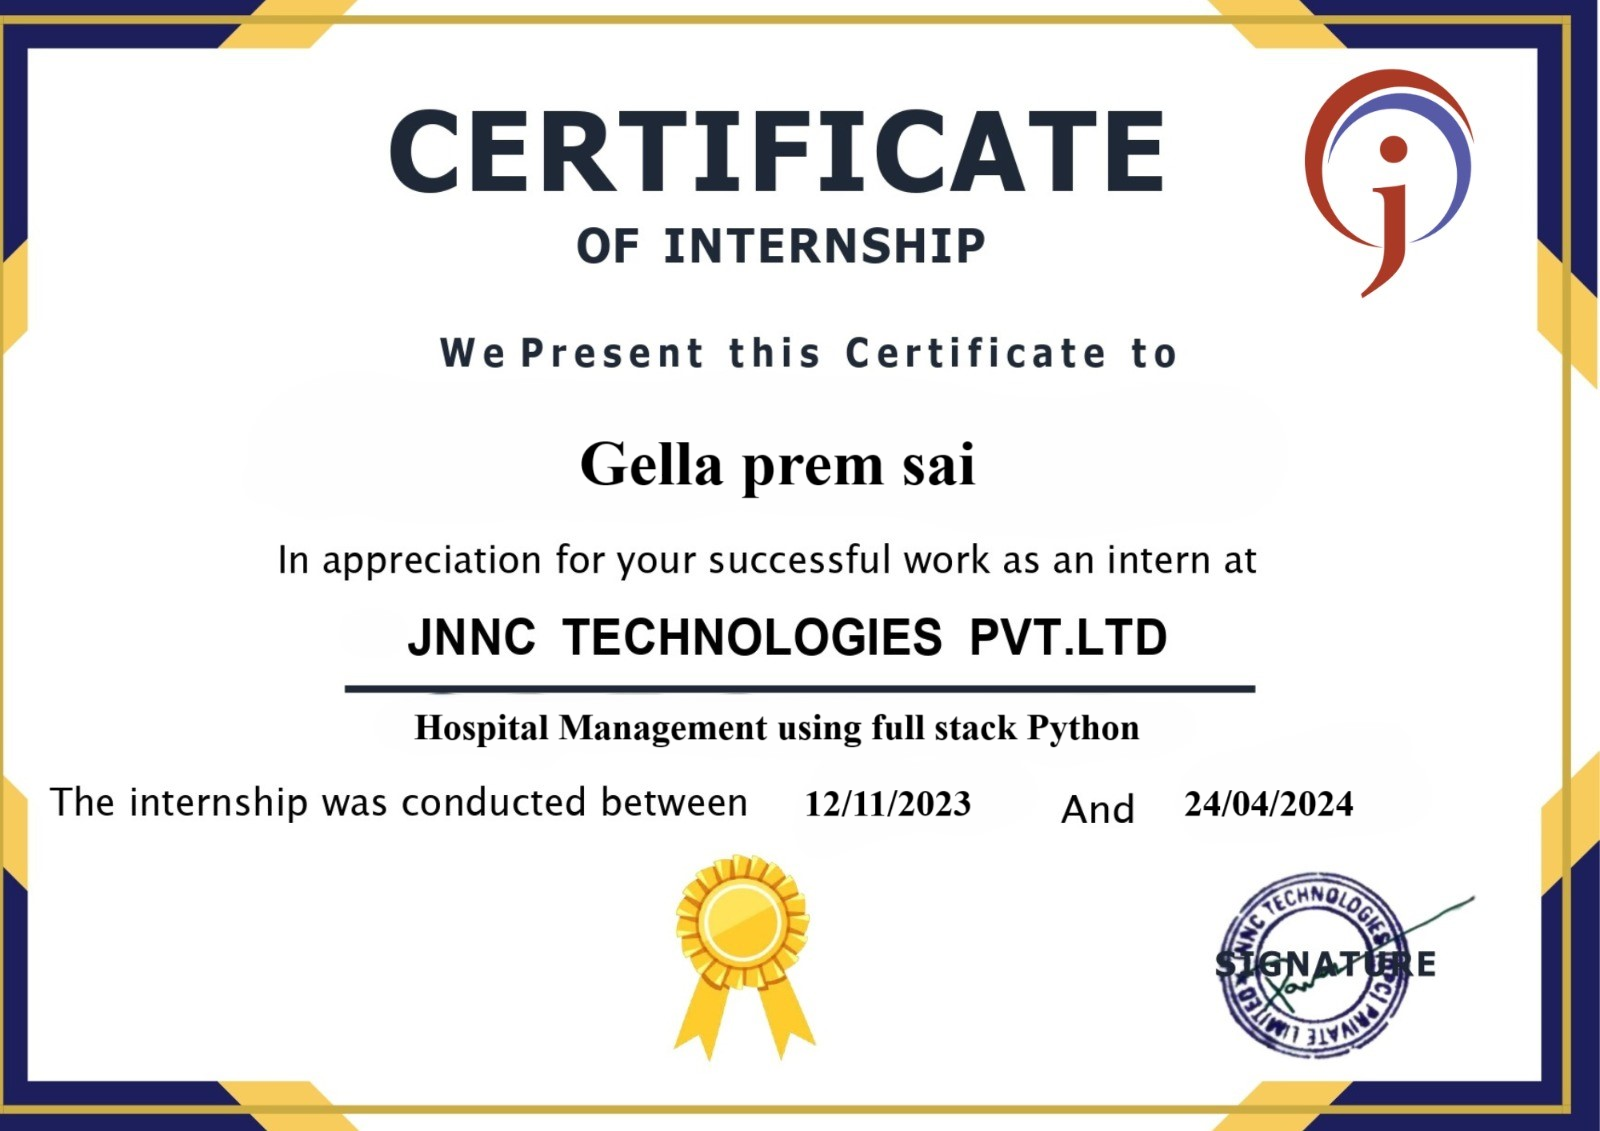 CERTIFICATE
OF INTERNSHIP
j
We Present this Certificate to
Gella prem sai
In appreciation for your successful work as an intern at
JNNC TECHNOLOGIES PVT.LTD
Hospital Management using full stack Python
The internship was conducted between 12/11/2023 And 24/04/2024
JNNC TECHNOLOGIES (OPC) PRIVATE LIMITED
SIGNATURE